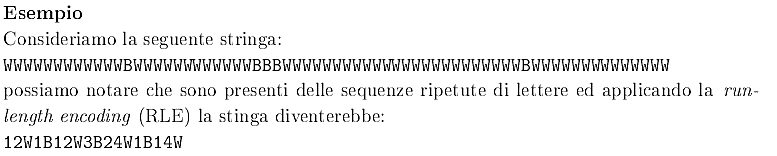 Esempio
Consideriamo la seguente stringa:
WWWWWWWWWWWWBWWWWWWWWWWWWBBBWWWWWWWWWWWWWWWWWWWWWWWWBWWWWWWWWWWWWWW
possiamo notare che sono presenti delle sequenze ripetute di lettere ed applicando la run-
length encoding (RLE) la stinga diventerebbe:
12W1B12W3B24W1B14W